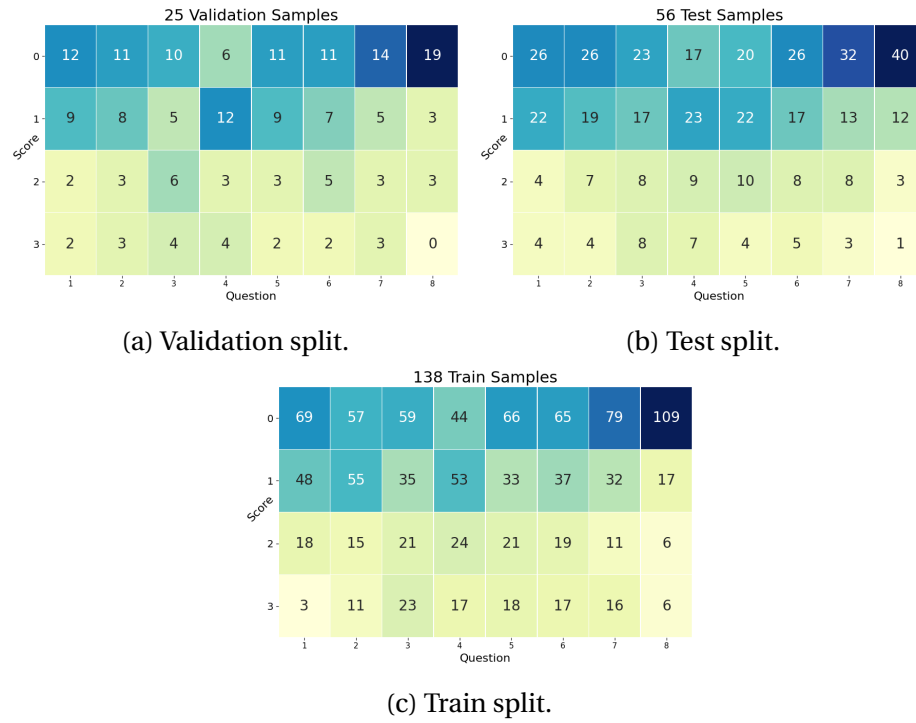 25 Validation Samples
0 12 11 10 6 11 11 14 19
1 9 8 5 12 9 7 5 3
Score
2 2 3 6 3 3 5 3 3
3 2 3 4 4 2 2 3 0
1 2 3 4 5 6 7 8
Question
(a) Validation split.
56 Test Samples
0 26 26 23 17 20 26 32 40
1 22 19 17 23 22 17 13 12
Score
2 4 7 8 9 10 8 8 3
3 4 4 8 7 4 5 3 1
1 2 3 4 5 6 7 8
Question
(b) Test split.
138 Train Samples
0 69 57 59 44 66 65 79 109
1 48 55 35 53 33 37 32 17
Score
2 18 15 21 24 21 19 11 6
3 3 11 23 17 18 17 16 6
1 2 3 4 5 6 7 8
Question
(c) Train split.